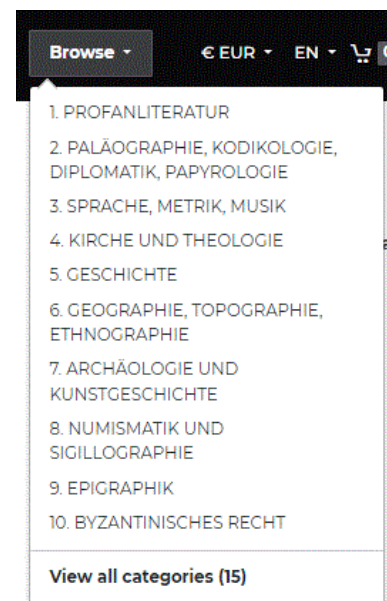 Browse € EUR EN
1. PROFANLITERATUR
2. PALÄOGRAPHIE, KODIKOLOGIE,
DIPLOMATIK, PAPYROLOGIE
3. SPRACHE, METRIK, MUSIK
4. KIRCHE UND THEOLOGIE
5. GESCHICHTE
6. GEOGRAPHIE, TOPOGRAPHIE,
ETHNOGRAPHIE
7. ARCHÄOLOGIE UND
KUNSTGESCHICHTE
8. NUMISMATIK UND
SIGILLOGRAPHIE
9. EPIGRAPHIK
10. BYZANTINISCHES RECHT
View all categories (15)